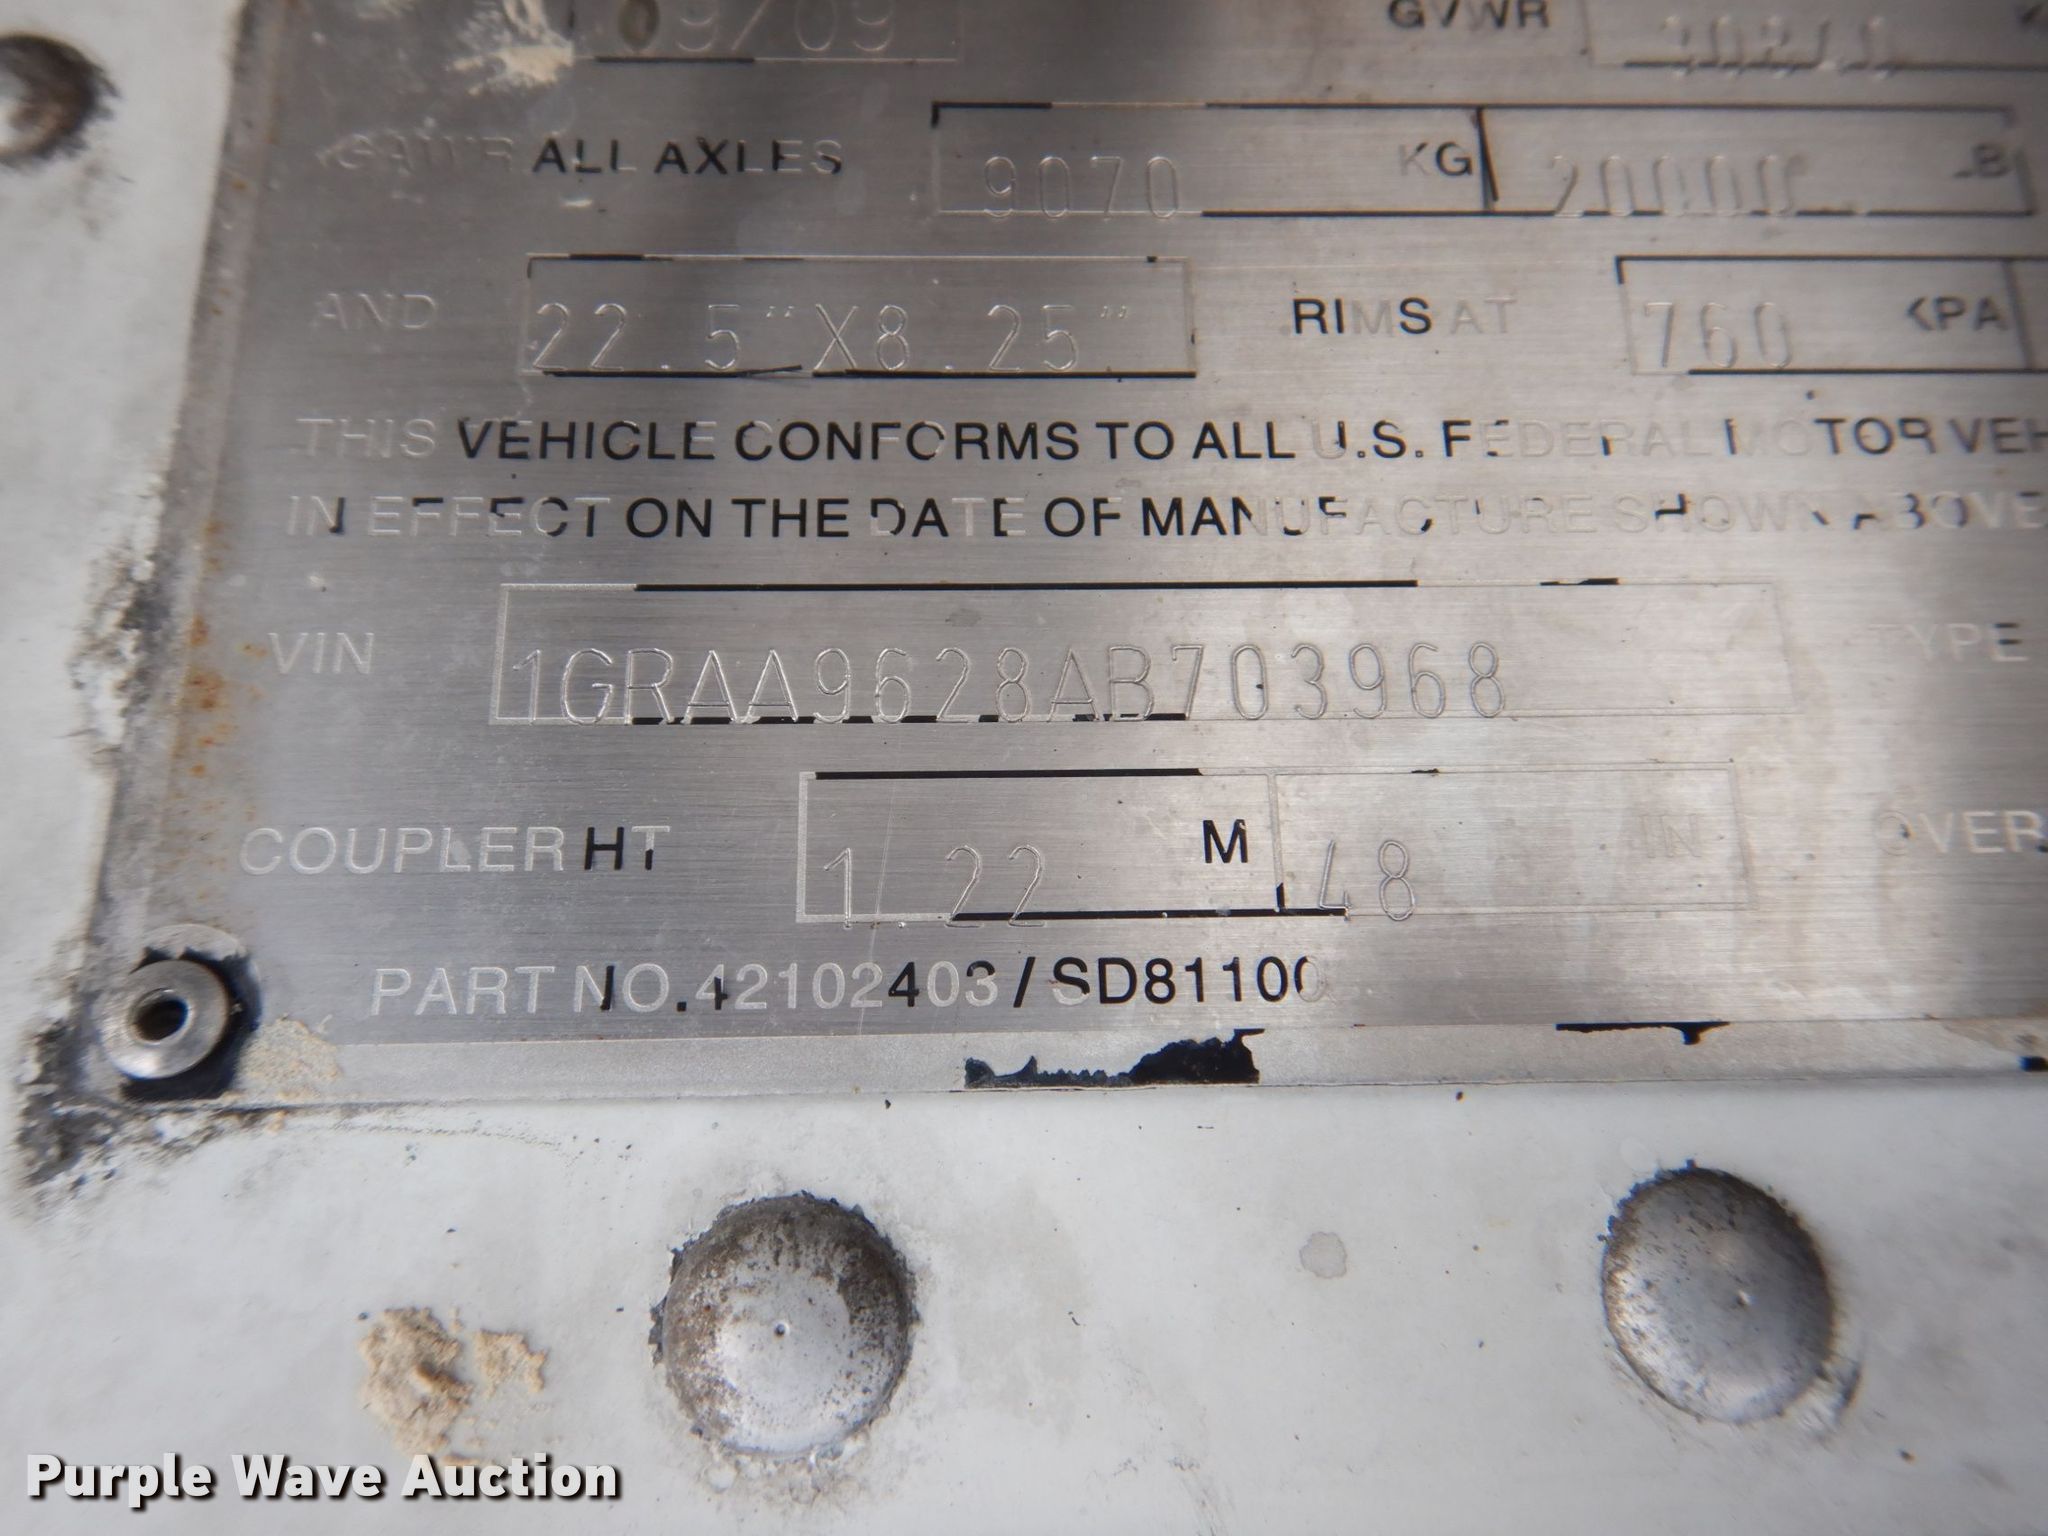 09/09 GVWR
GAWR ALL AXLES 9070 KG 20000 LB
AND 22.5"X8.25" RIMS AT 760 KPA
THIS VEHICLE CONFORMS TO ALL U.S. FEDERAL MOTOR VEH
IN EFFECT ON THE DATE OF MANUFACTURE SHOWN ABOVE
VIN 1GRAA9628AB703968 TYPE
COUPLER HT 1.22 M 48 IN OVER
PART NO. 42102403/SD81100
Purple Wave Auction